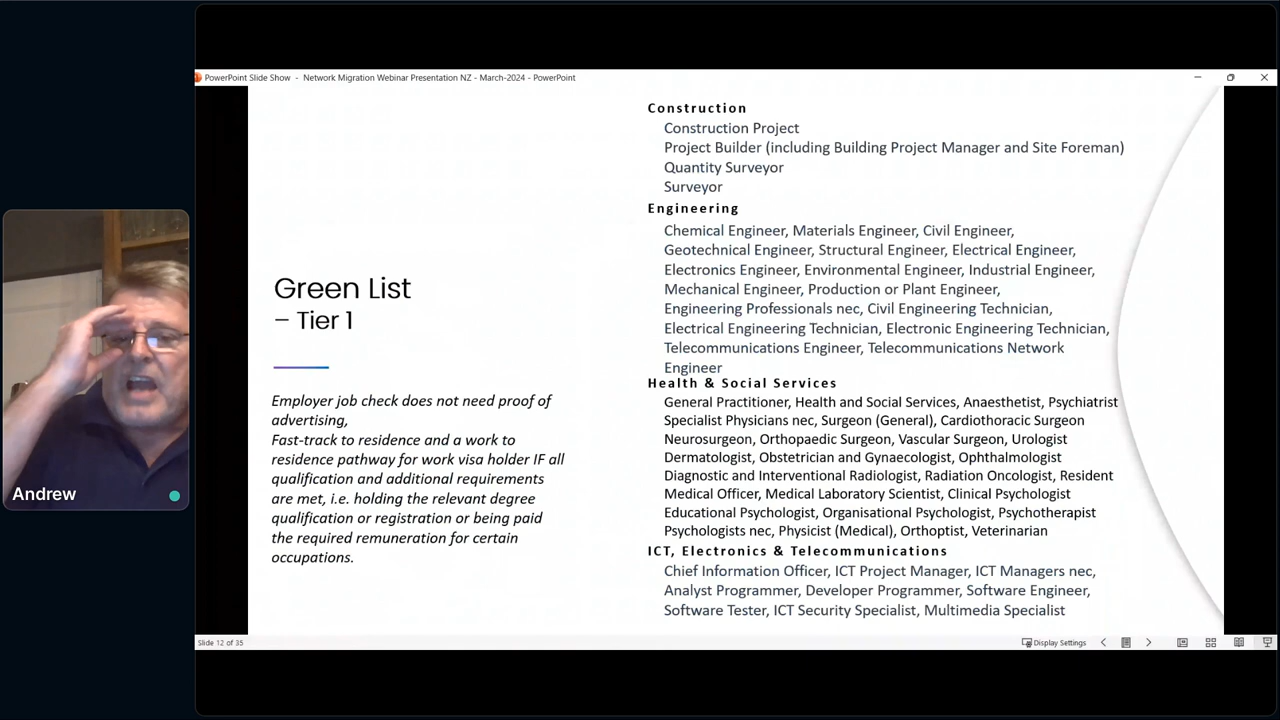 PowerPoint Slide Show - Network Migration Webinar Presentation NZ - March-2024 - PowerPoint
Green List
– Tier 1
Employer job check does not need proof of
advertising,
Fast-track to residence and a work to
residence pathway for work visa holder IF all
qualification and additional requirements
are met, i.e. holding the relevant degree
qualification or registration or being paid
the required remuneration for certain
occupations.
Construction
Construction Project
Project Builder (including Building Project Manager and Site Foreman)
Quantity Surveyor
Surveyor
Engineering
Chemical Engineer, Materials Engineer, Civil Engineer,
Geotechnical Engineer, Structural Engineer, Electrical Engineer,
Electronics Engineer, Environmental Engineer, Industrial Engineer,
Mechanical Engineer, Production or Plant Engineer,
Engineering Professionals nec, Civil Engineering Technician,
Electrical Engineering Technician, Electronic Engineering Technician,
Telecommunications Engineer, Telecommunications Network
Engineer
Health & Social Services
General Practitioner, Health and Social Services, Anaesthetist, Psychiatrist
Specialist Physicians nec, Surgeon (General), Cardiothoracic Surgeon
Neurosurgeon, Orthopaedic Surgeon, Vascular Surgeon, Urologist
Dermatologist, Obstetrician and Gynaecologist, Ophthalmologist
Diagnostic and Interventional Radiologist, Radiation Oncologist, Resident
Medical Officer, Medical Laboratory Scientist, Clinical Psychologist
Educational Psychologist, Organisational Psychologist, Psychotherapist
Psychologists nec, Physicist (Medical), Orthoptist, Veterinarian
ICT, Electronics & Telecommunications
Chief Information Officer, ICT Project Manager, ICT Managers nec,
Analyst Programmer, Developer Programmer, Software Engineer,
Software Tester, ICT Security Specialist, Multimedia Specialist
Andrew
Slide 12 of 35
Display Settings